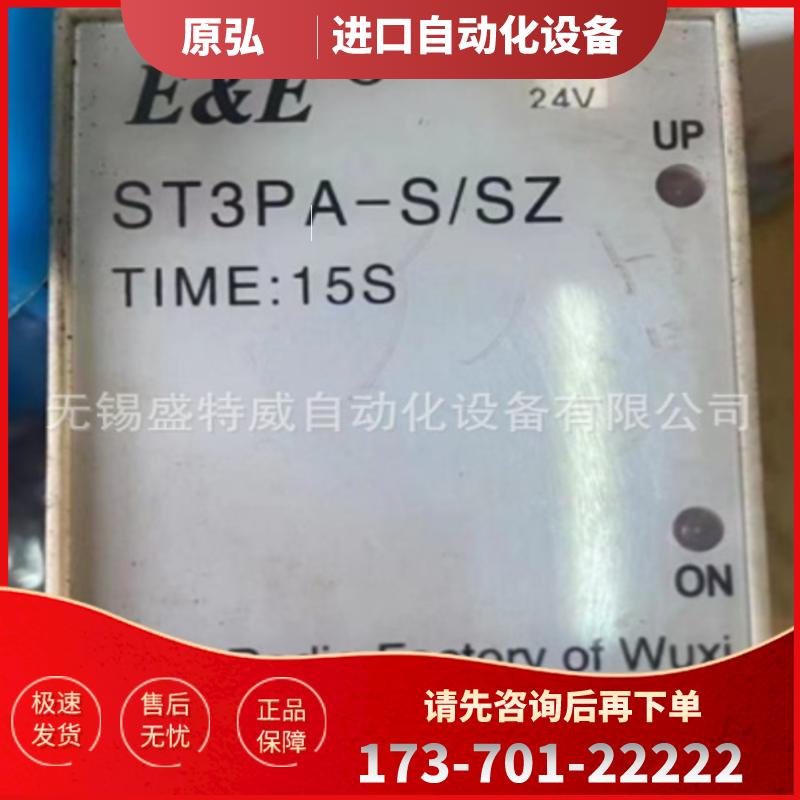 原弘 进口自动化设备
E&E
24V
UP
ST3PA-S/SZ
TIME:15S
无锡盛特威自动化设备有限公司
ON
Factory of Wuxi
极速
发货
售后
无忧
正品
保障
请先咨询后再下单
173-701-22222